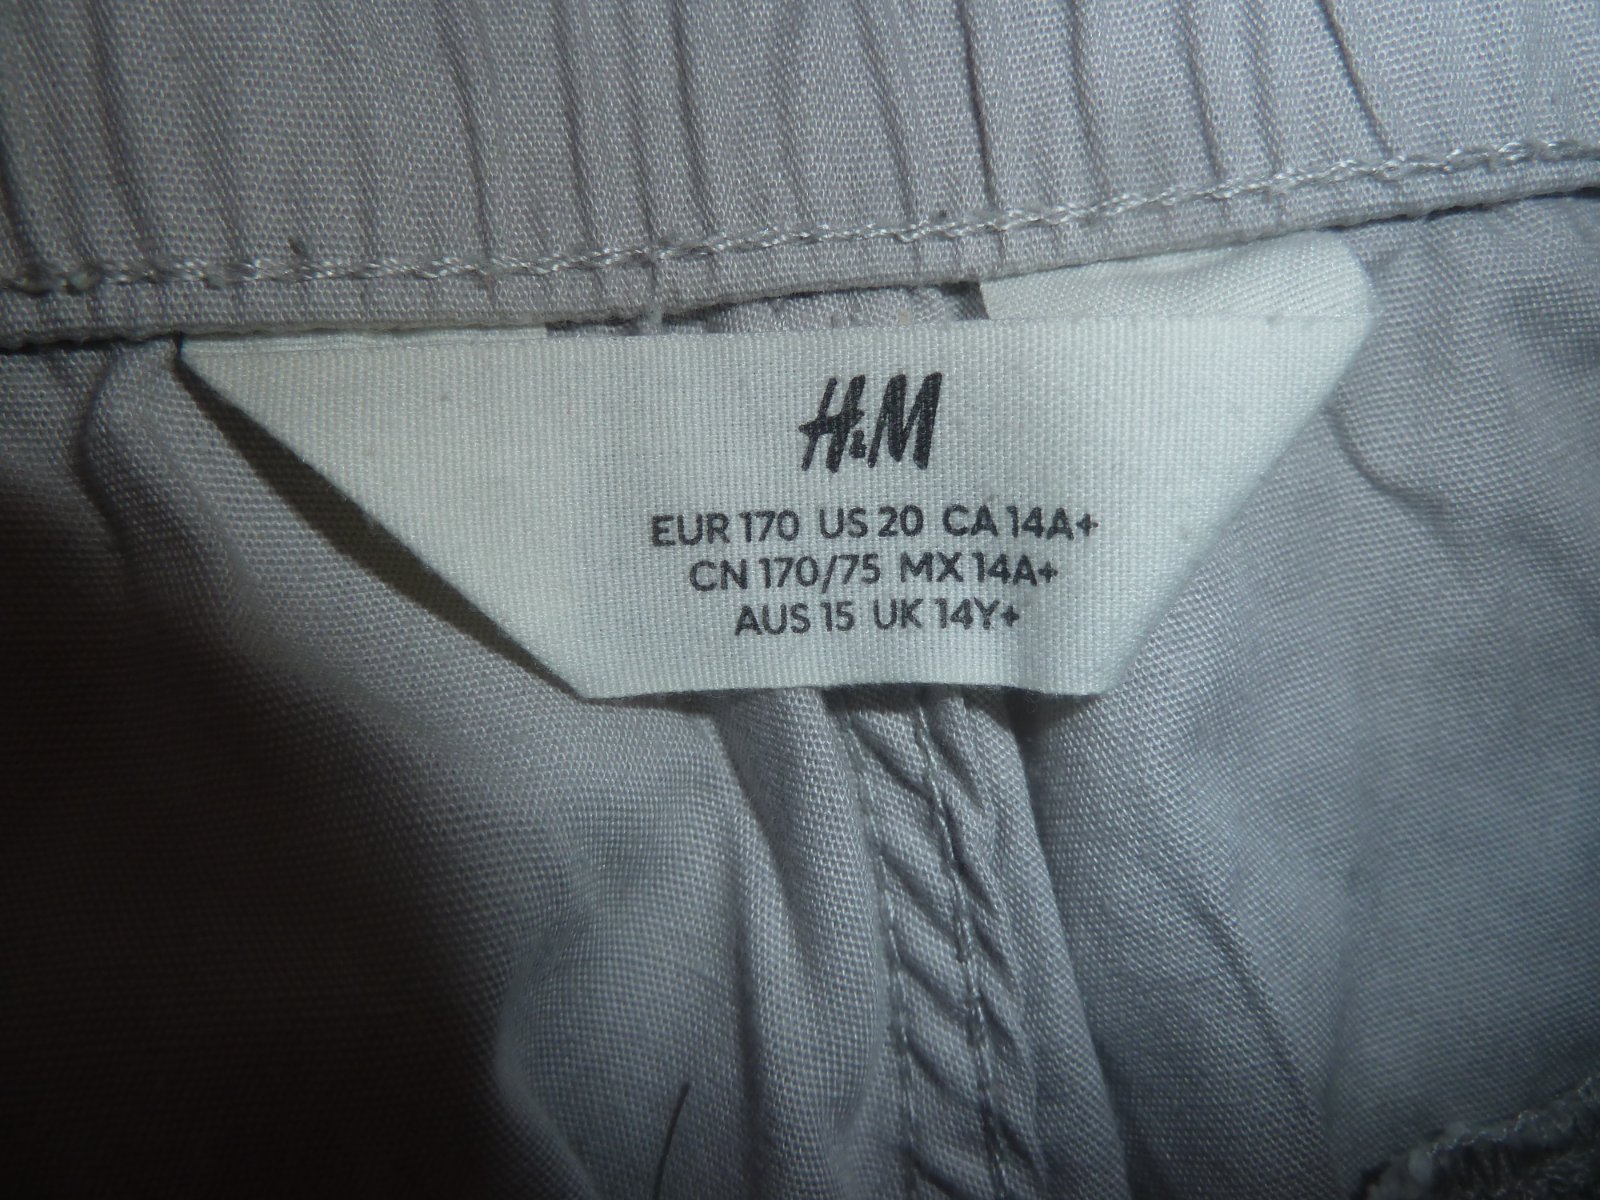 H&M
EUR 170 US 20 CA 14A+
CN 170/75 MX 14A+
AUS 15 UK 14Y+